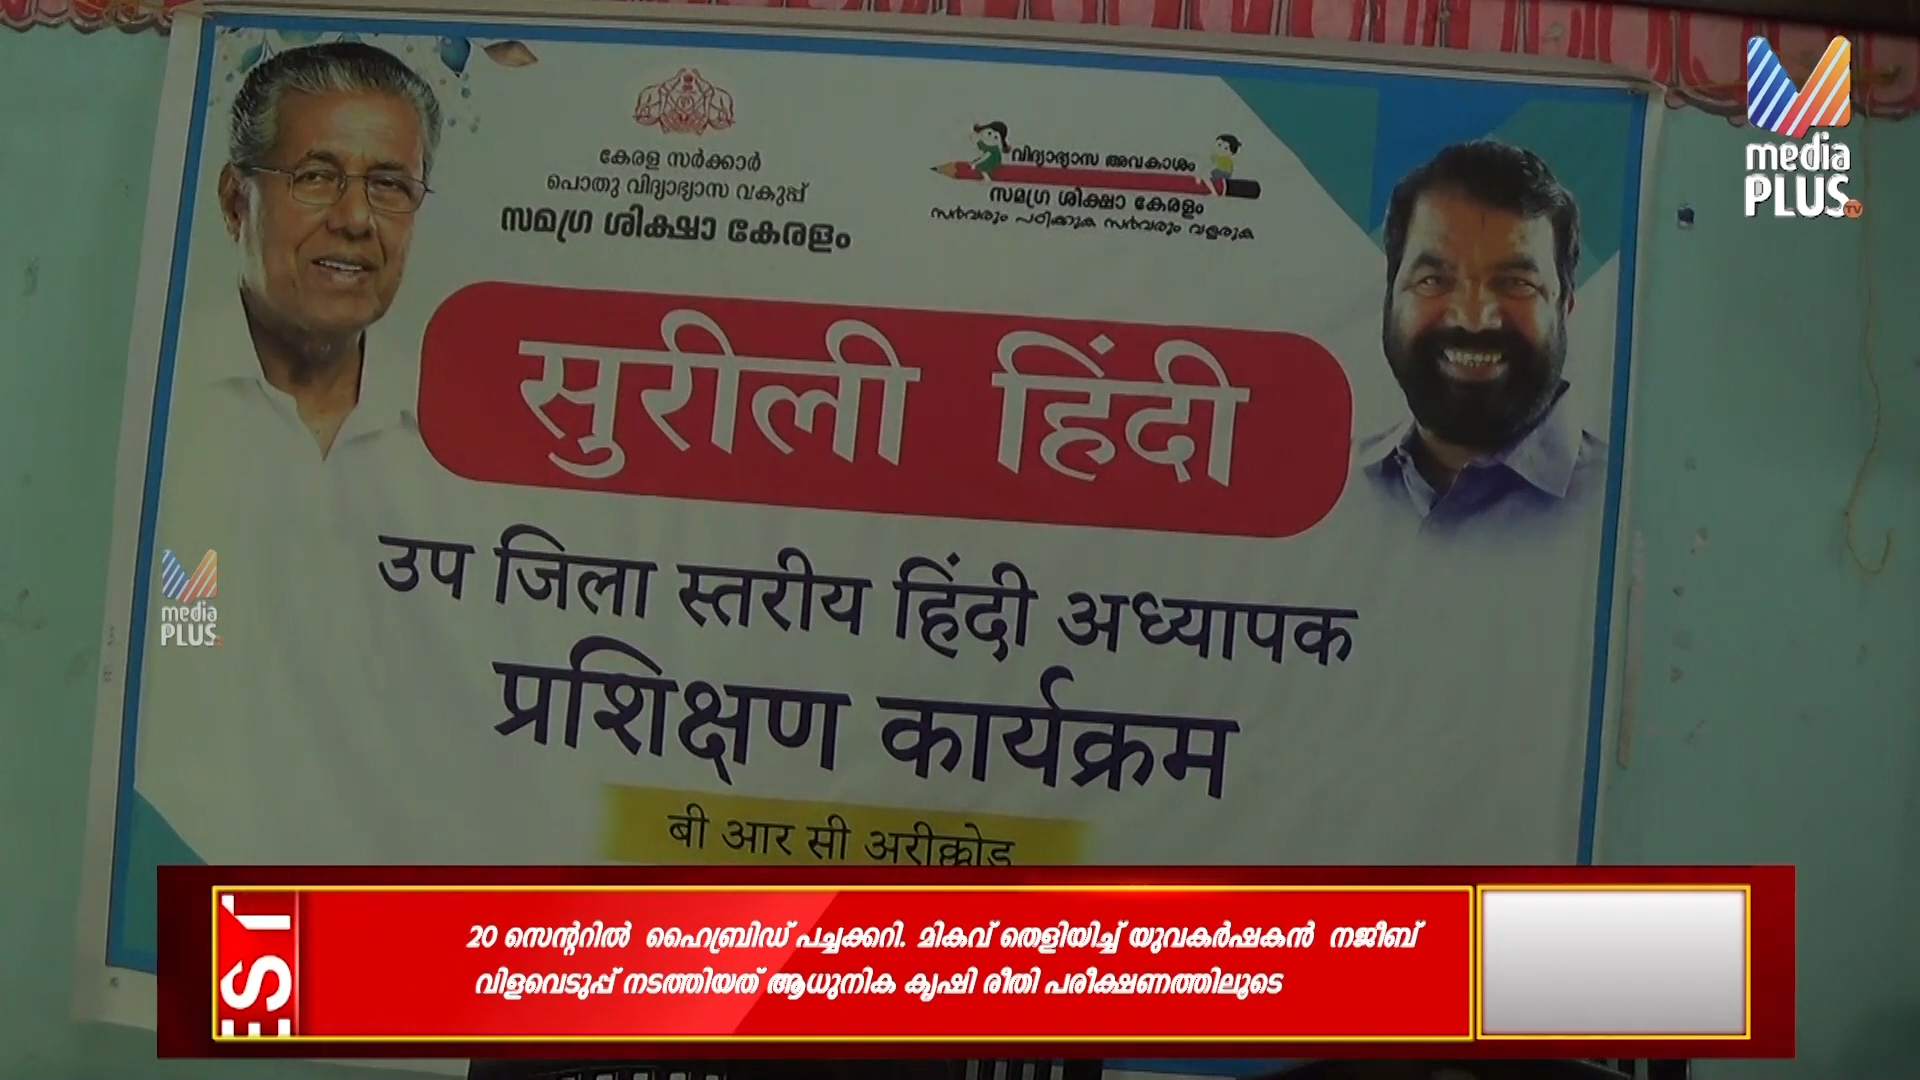 കേരള സർക്കാർ
പൊതു വിദ്യാഭ്യാസ വകുപ്പ്
സമഗ്ര ശിക്ഷാ കേരളം
വിദ്യാഭ്യാസ അവകാശം
സമഗ്ര ശിക്ഷാ കേരളം
സർവരും പഠിക്കുക സർവരും വളരുക
media
PLUS TV
सुरीली हिंदी
उप जिला स्तरीय हिंदी अध्यापक
प्रशिक्षण कार्यक्रम
बी आर सी अरीक्कोड
media
PLUS
EST
20 സെന്ററിൽ ഹൈബ്രിഡ് പച്ചക്കറി. മികവ് തെളിയിച്ച് യുവകർഷകൻ നജീബ്
വിളവെടുപ്പ് നടത്തിയത് ആധുനിക കൃഷി രീതി പരീക്ഷണത്തിലൂടെ